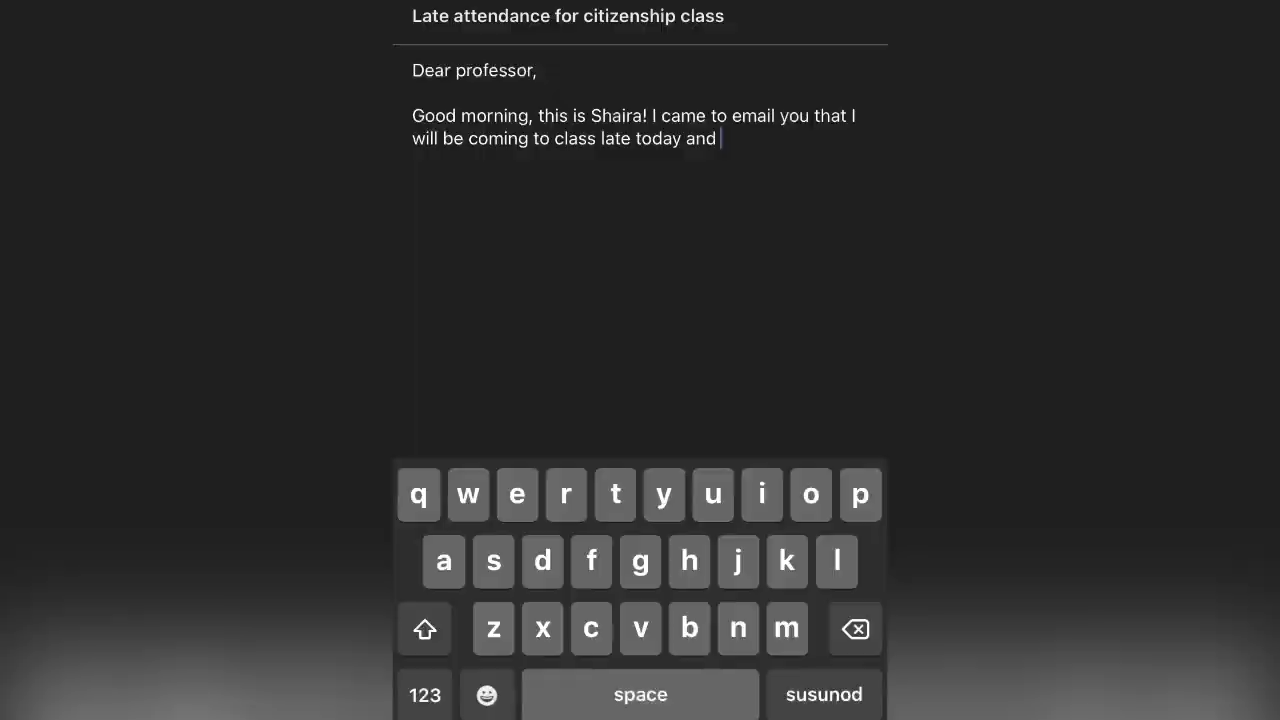 Late attendance for citizenship class
Dear professor,
Good morning, this is Shaira! I came to email you that I
will be coming to class late today and
q w e r t y u i o p
a s d f g h j k l
z x c v b n m
123 space susunod